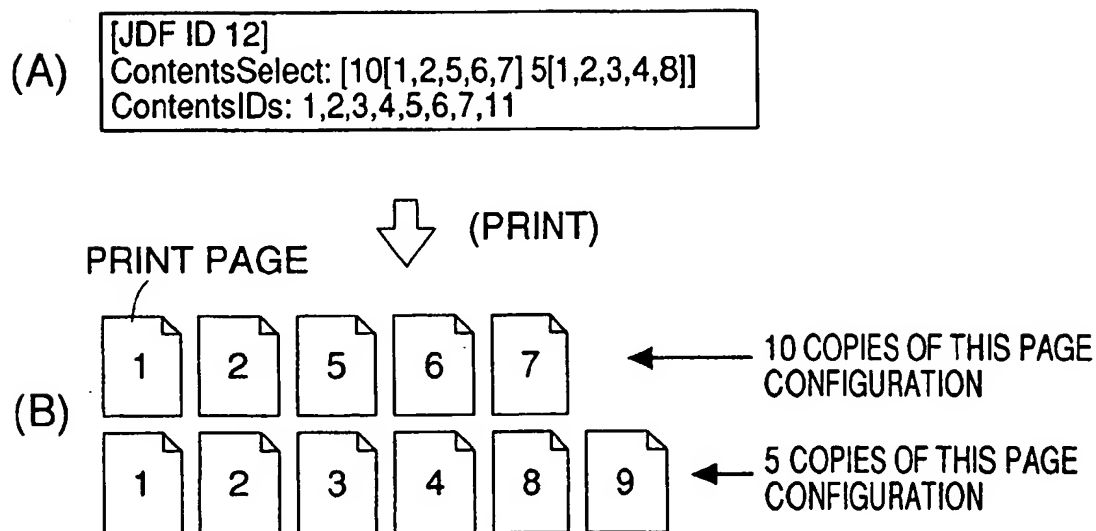 (A)
[JDF ID 12]
ContentsSelect: [10[1,2,5,6,7] 5[1,2,3,4,8]]
ContentsIDs: 1,2,3,4,5,6,7,11
(PRINT)
PRINT PAGE
(B)
1 2 5 6 7
10 COPIES OF THIS PAGE
CONFIGURATION
1 2 3 4 8 9
5 COPIES OF THIS PAGE
CONFIGURATION